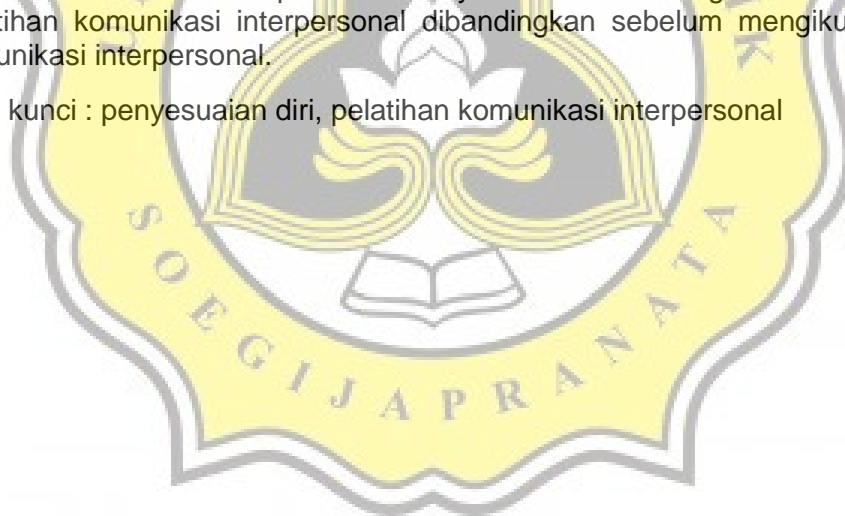 tihan komunikasi interpersonal dibandingkan sebelum mengiku
unikasi interpersonal.
kunci : penyesuaian diri, pelatihan komunikasi interpersonal
SOEGIJAPRANATA